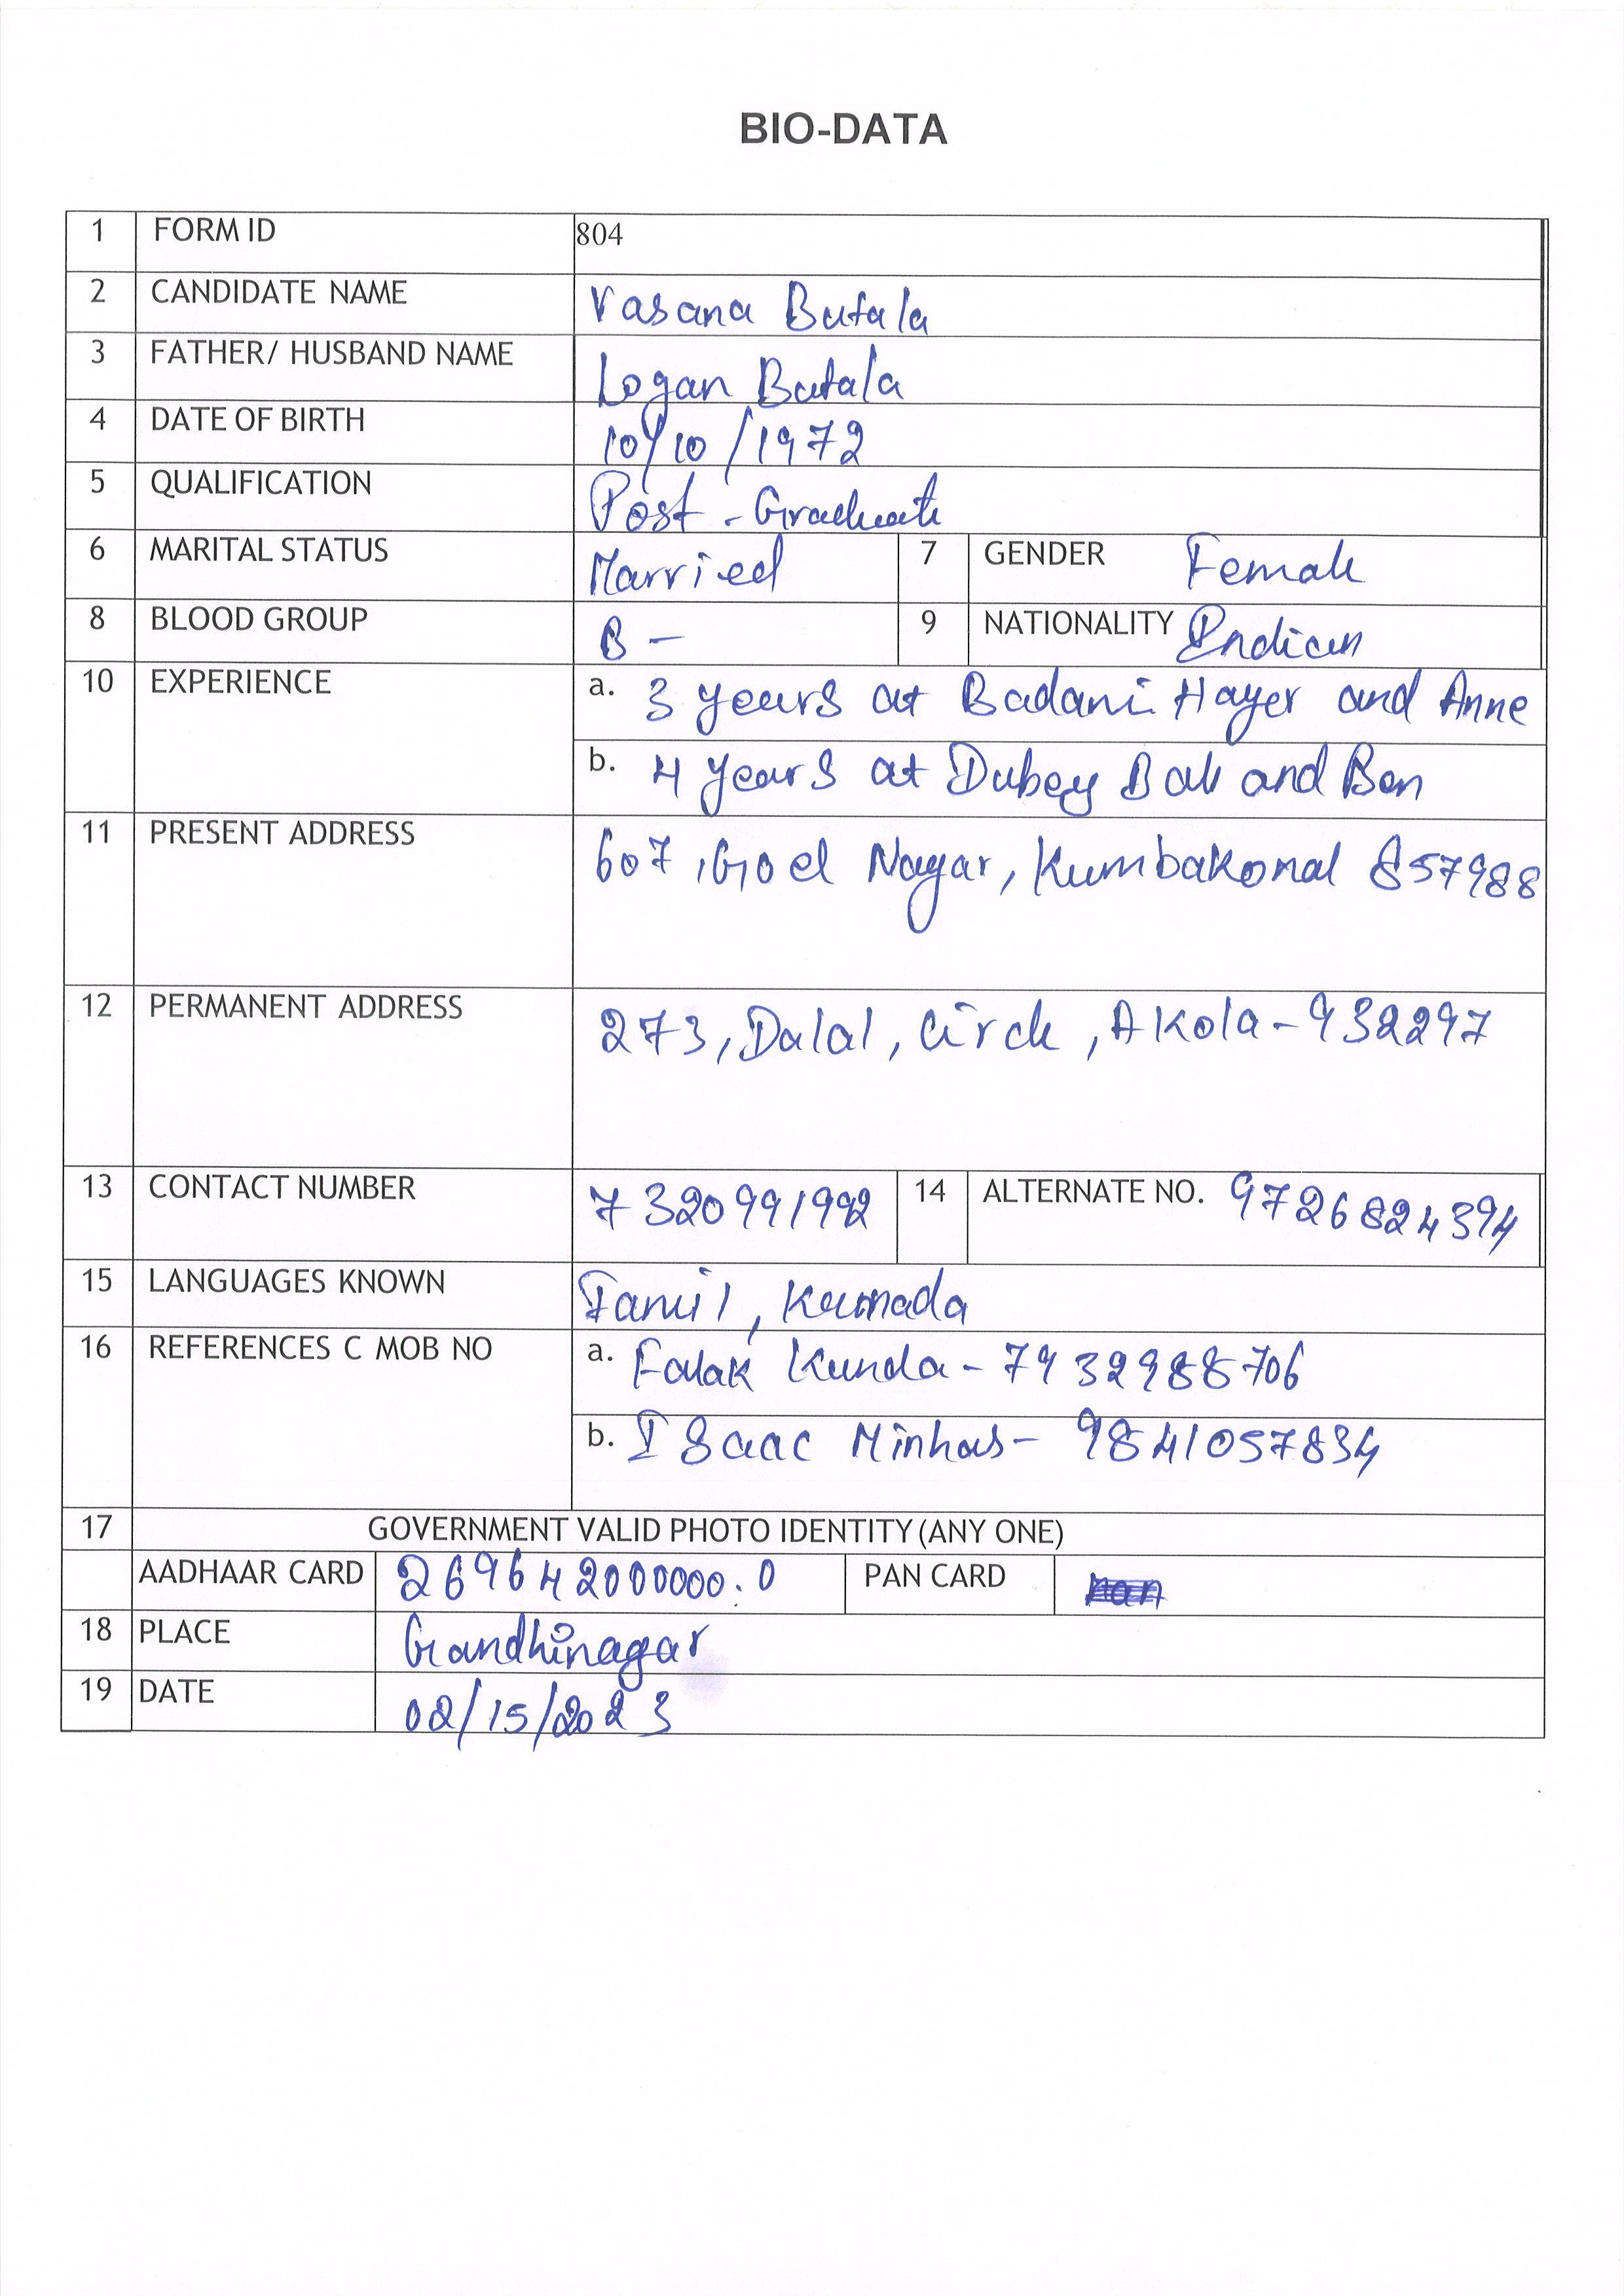 BIO-DATA
1 FORM ID 804
2 CANDIDATE NAME Vasana Butala
3 FATHER/ HUSBAND NAME Logan Butala
4 DATE OF BIRTH 10/10/1972
5 QUALIFICATION Post-Graduate
6 MARITAL STATUS Married 7 GENDER Female
8 BLOOD GROUP B - 9 NATIONALITY Indian
10 EXPERIENCE a. 3 years at Badami Hayer and Anne
b. 4 years at Dubey Bali and Ben
11 PRESENT ADDRESS 607, Goel Nagar, Kumbakonal 857988
12 PERMANENT ADDRESS 273, Dalal, Circle, Akola-932297
13 CONTACT NUMBER 7320991992 14 ALTERNATE NO. 9726824394
15 LANGUAGES KNOWN Tamil, Kannada
16 REFERENCES C MOB NO a. Falak Kunda - 7932988706
b. Isaac Minhas - 9841057834
17 GOVERNMENT VALID PHOTO IDENTITY (ANY ONE)
AADHAAR CARD 269642000000.0 PAN CARD
18 PLACE Gandhinagar
19 DATE 02/15/2023